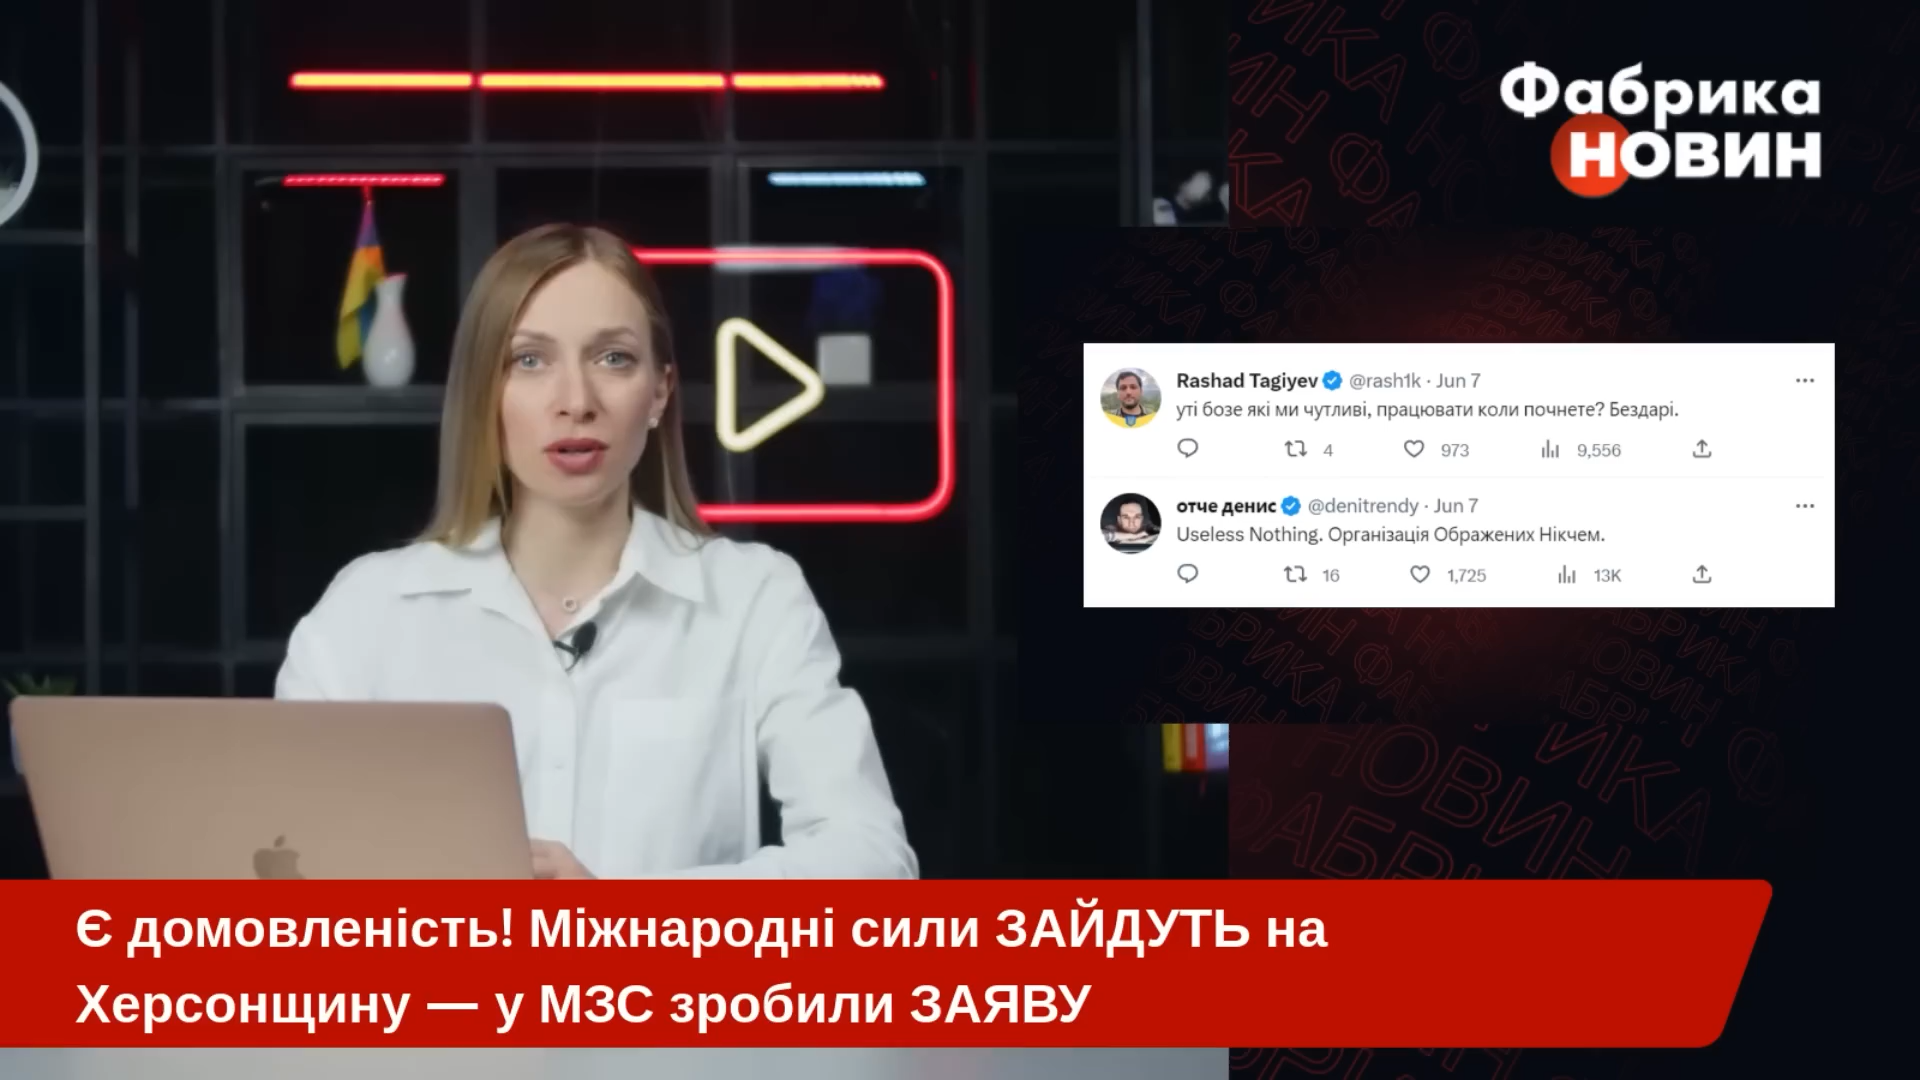 Фабрика
новин
Rashad Tagiyev @rash1k · Jun 7
уті бозе які ми чутливі, працювати коли почнете? Бездарі.
4 973 9,556
отче денис @denitrendy · Jun 7
Useless Nothing. Організація Ображених Нікчем.
16 1,725 13K
Є домовленість! Міжнародні сили ЗАЙДУТЬ на
Херсонщину — у МЗС зробили ЗАЯВУ